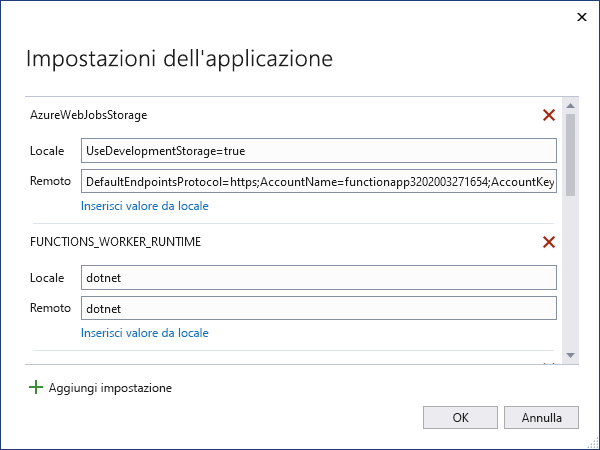 Impostazioni dell'applicazione
AzureWebJobsStorage
Locale UseDevelopmentStorage=true
Remoto DefaultEndpointsProtocol=https;AccountName=functionapp3202003271654;AccountKey
Inserisci valore da locale
FUNCTIONS_WORKER_RUNTIME
Locale dotnet
Remoto dotnet
Inserisci valore da locale
Aggiungi impostazione
OK Annulla